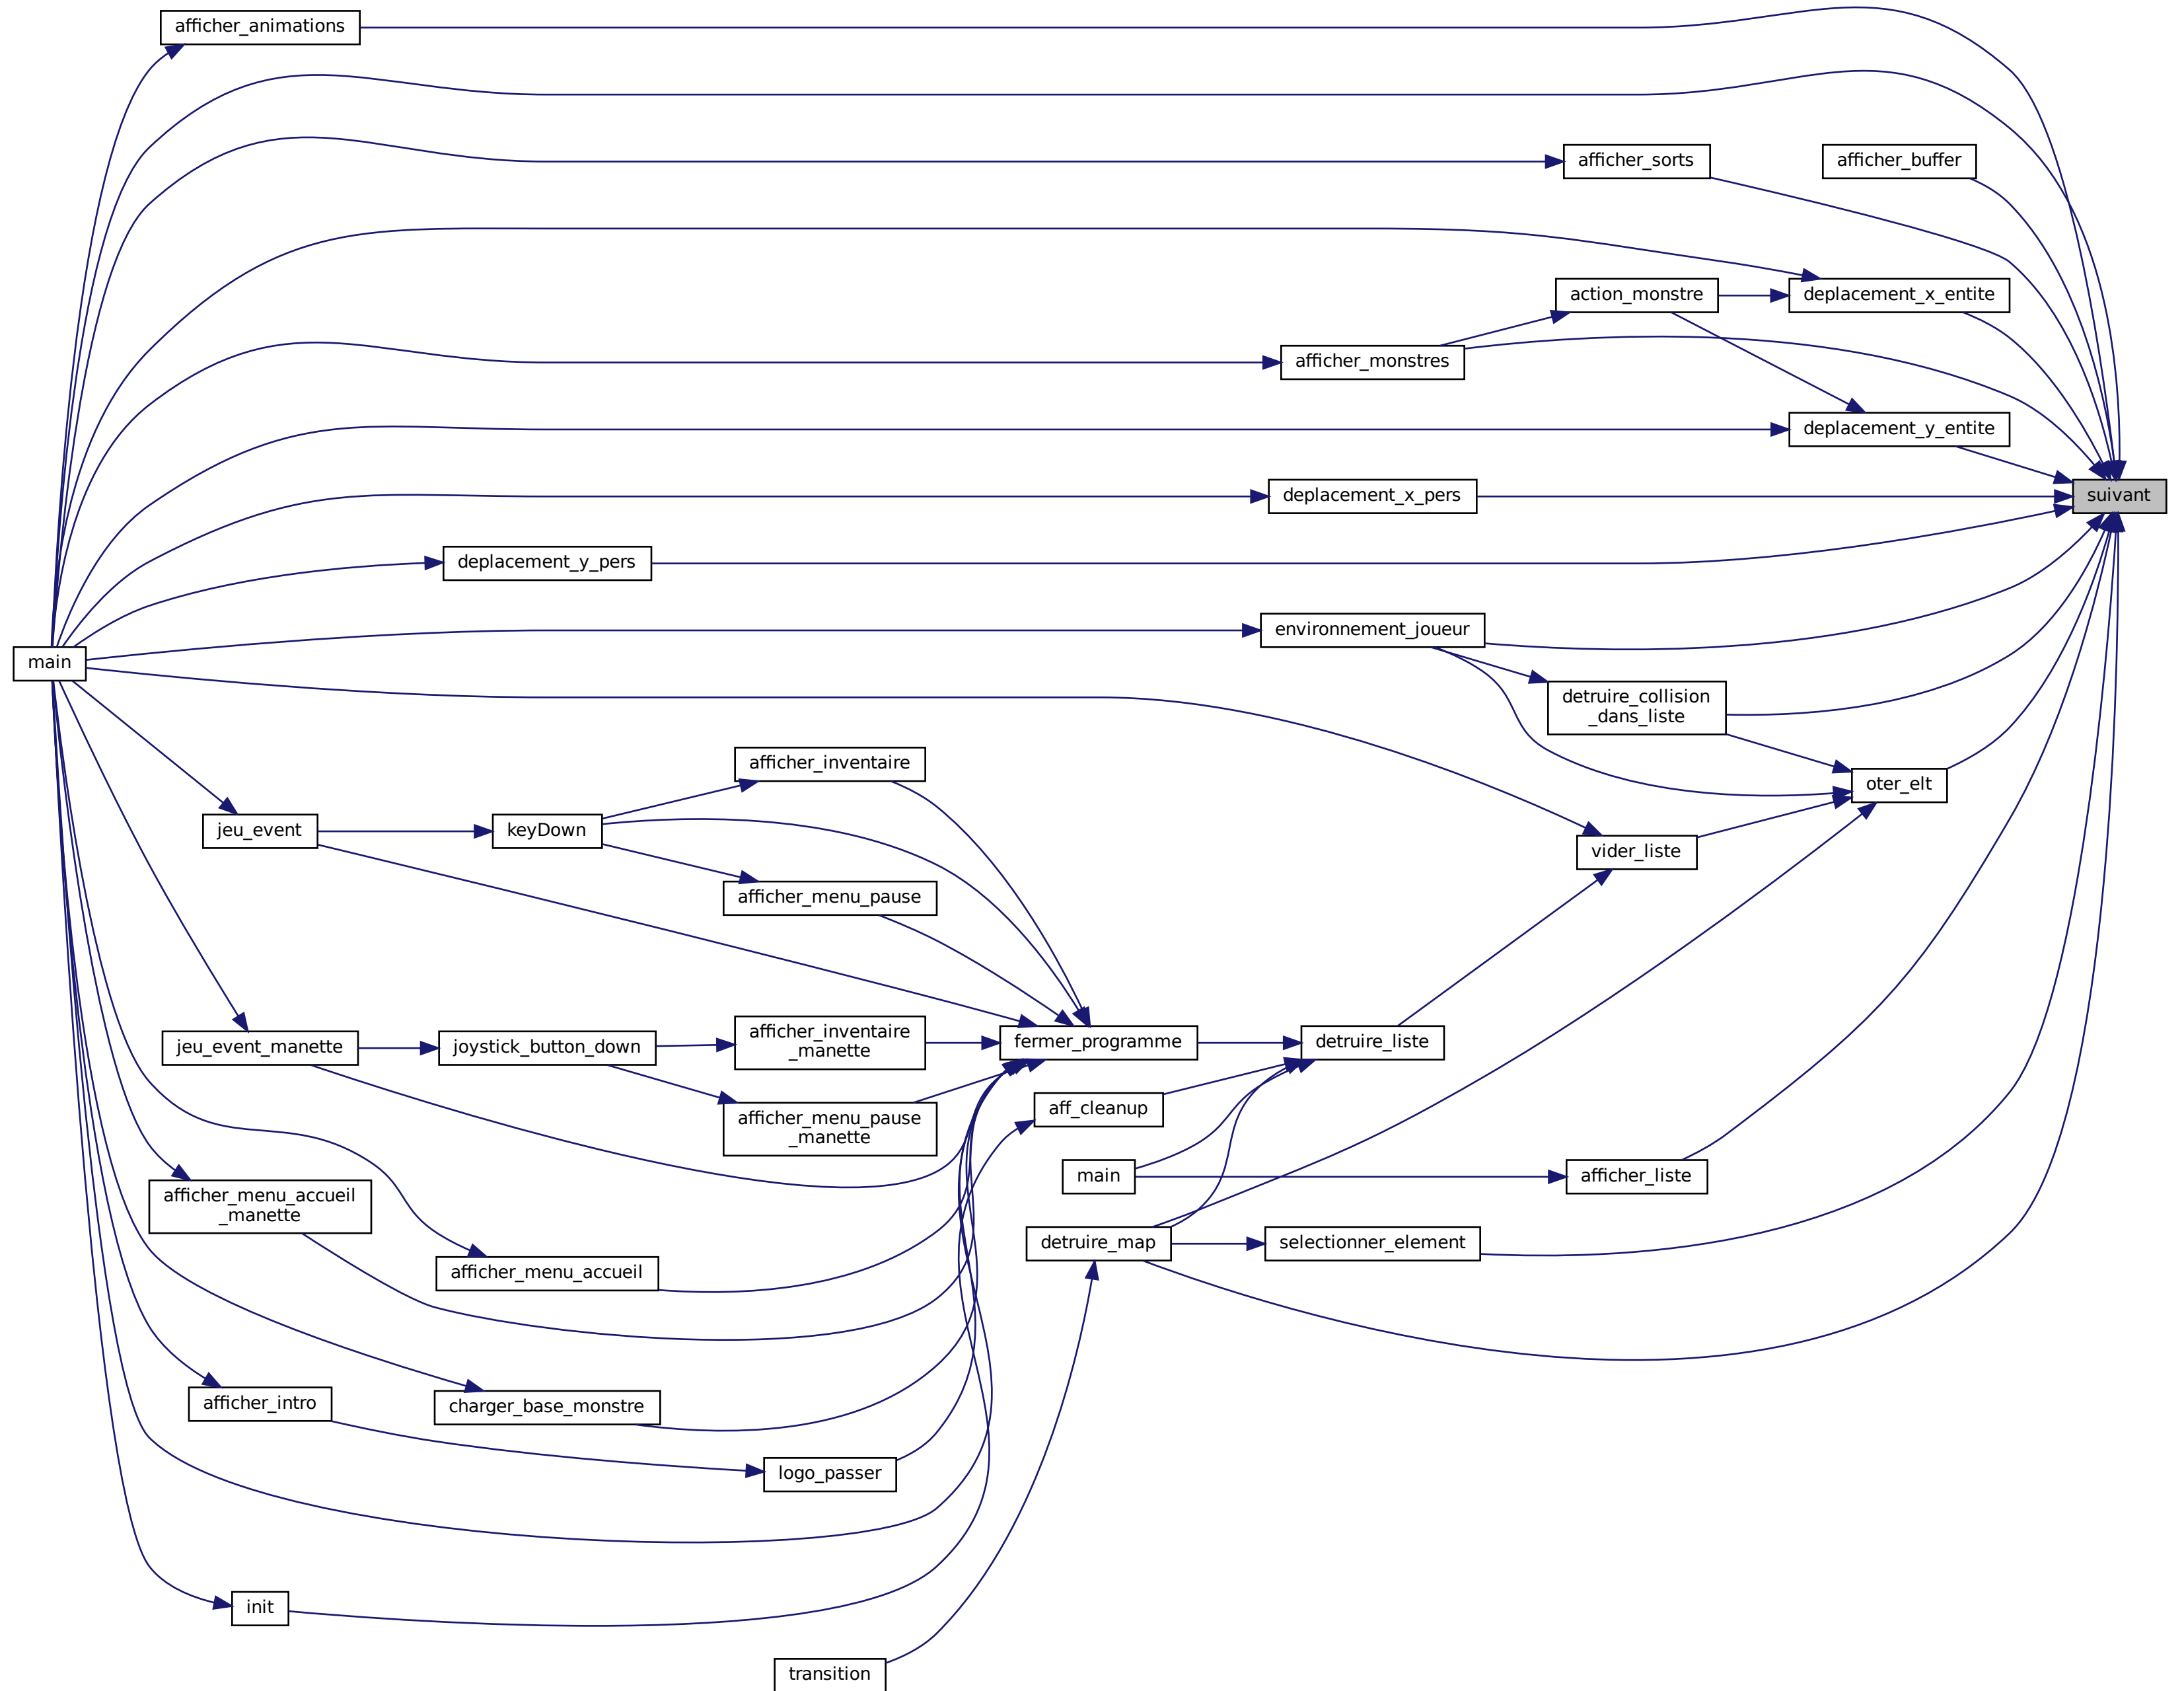 afficher_animations
afficher_sorts
afficher_buffer
action_monstre
deplacement_x_entite
afficher_monstres
deplacement_y_entite
deplacement_x_pers
suivant
deplacement_y_pers
environnement_joueur
main
detruire_collision
_dans_liste
afficher_inventaire
oter_elt
jeu_event
keyDown
vider_liste
afficher_menu_pause
jeu_event_manette
joystick_button_down
afficher_inventaire
_manette
fermer_programme
detruire_liste
aff_cleanup
afficher_menu_pause
_manette
main
afficher_liste
afficher_menu_accueil
_manette
detruire_map
selectionner_element
afficher_menu_accueil
afficher_intro
charger_base_monstre
logo_passer
init
transition